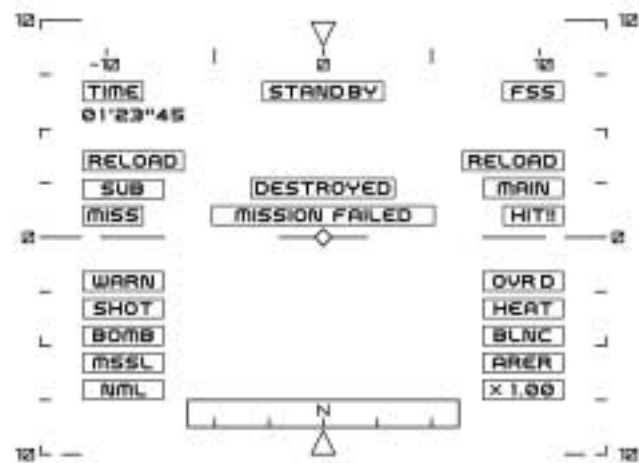 10 10
-10 0 10
TIME STANDBY FSS
01'23"45
RELOAD RELOAD
SUB DESTROYED MAIN
MISS MISSION FAILED HIT!!
0 0
WARN OVRD
SHOT HEAT
BOMB BLNC
MSSL ARER
NML X 1.00
N
10 10